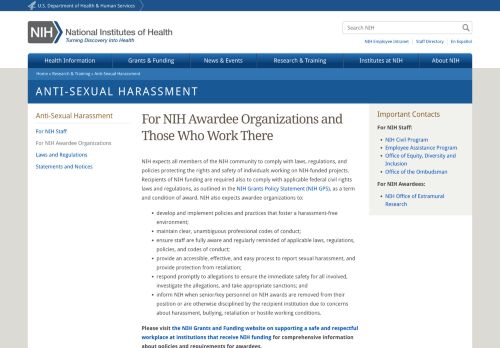 U.S. Department of Health & Human Services
NIH National Institutes of Health
Turning Discovery Into Health
Search NIH
NIH Employee Intranet | Staff Directory | En Español
Health Information
Grants & Funding
News & Events
Research & Training
Institutes at NIH
About NIH
Home » Research & Training » Anti-Sexual Harassment
ANTI-SEXUAL HARASSMENT
Anti-Sexual Harassment
For NIH Staff
For NIH Awardee Organizations
Laws and Regulations
Statements and Notices
For NIH Awardee Organizations and
Those Who Work There
NIH expects all members of the NIH community to comply with laws, regulations, and
policies protecting the rights and safety of individuals working on NIH-funded projects.
Recipients of NIH funding are required also to comply with applicable federal civil rights
laws and regulations, as outlined in the NIH Grants Policy Statement (NIH GPS), as a term
and condition of award. NIH also expects awardee organizations to:
• develop and implement policies and practices that foster a harassment-free
environment;
• maintain clear, unambiguous professional codes of conduct;
• ensure staff are fully aware and regularly reminded of applicable laws, regulations,
policies, and codes of conduct;
• provide an accessible, effective, and easy process to report sexual harassment, and
provide protection from retaliation;
• respond promptly to allegations to ensure the immediate safety for all involved,
investigate the allegations, and take appropriate sanctions; and
• inform when senior/key personnel on NIH awards are removed from their
position or are otherwise disciplined by the recipient institution due to concerns
about harassment, bullying, retaliation or hostile working conditions.
Please visit the NIH Grants and Funding website on supporting a safe and respectful
workplace at institutions that receive NIH funding for comprehensive information
about policies and requirements for awardees.
Important Contacts
For NIH Staff:
• NIH Civil Program
• Employee Assistance Program
• Office of Equity, Diversity and
Inclusion
• Office of the Ombudsman
For NIH Awardees:
• NIH Office of Extramural
Research